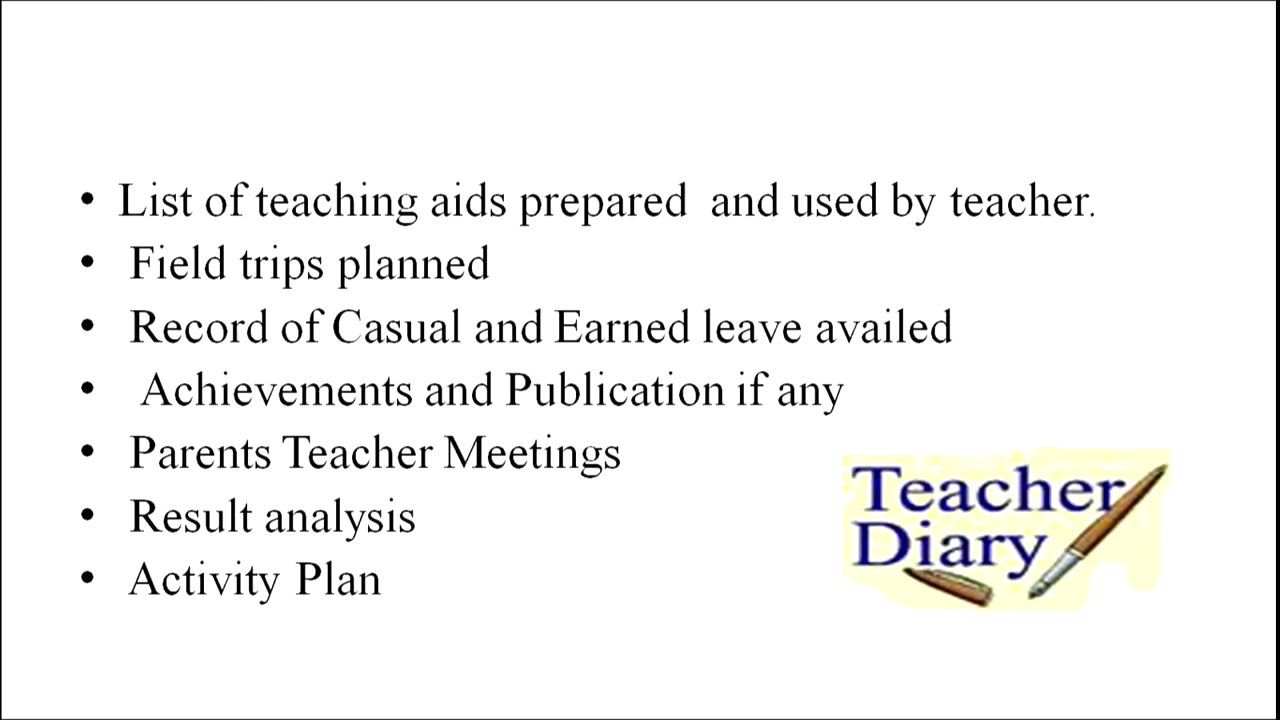 • List of teaching aids prepared and used by teacher.
• Field trips planned
• Record of Casual and Earned leave availed
• Achievements and Publication if any
• Parents Teacher Meetings
• Result analysis
• Activity Plan
Teacher
Diary